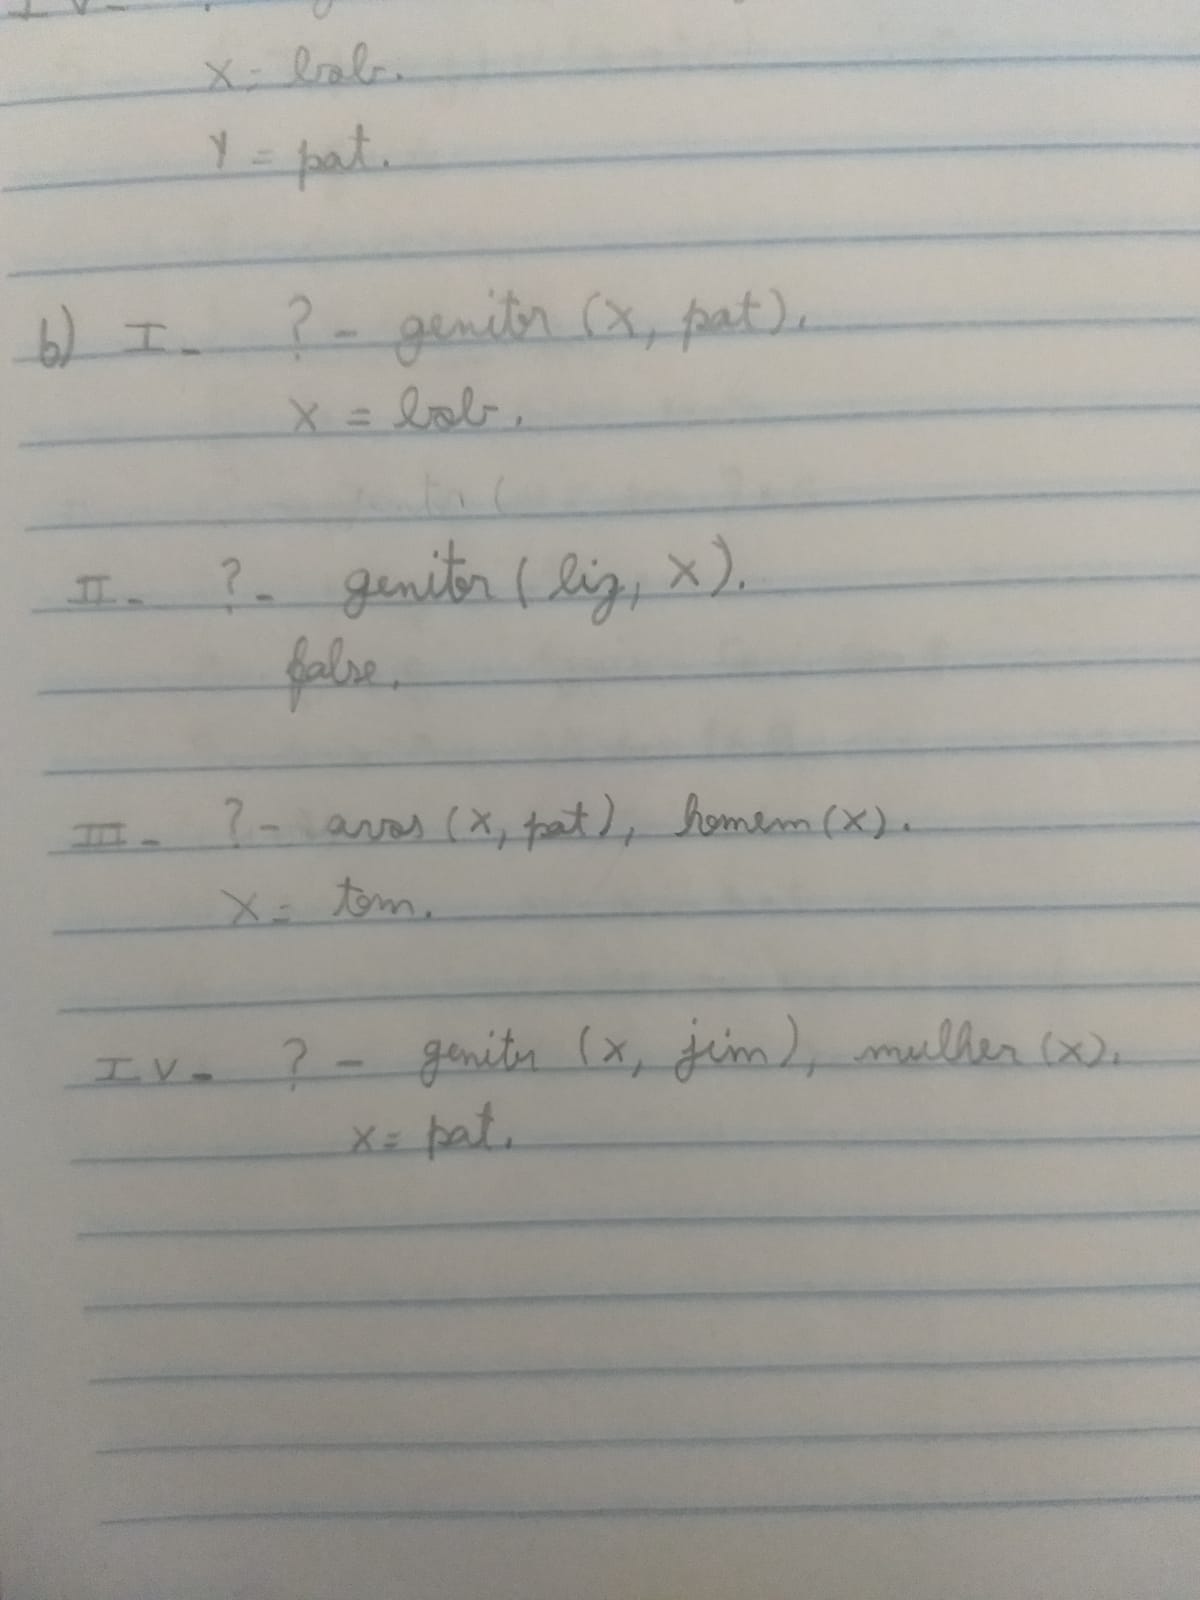 X = bob.
Y = pat.
b) I - ? - genitor (x, pat).
X = bob.
II - ? - genitor ( liz, x ).
false.
III - ? - avos (x, pat), homem (x).
X = tom.
IV - ? - genitor (x, jim), mulher (x).
x = pat.